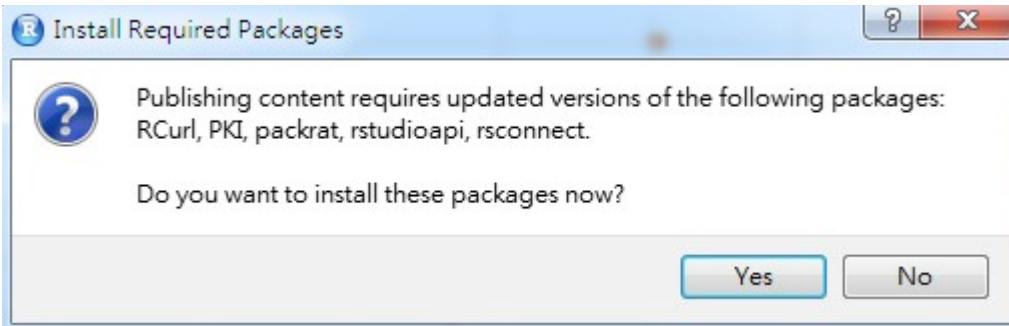 R Install Required Packages
? X
?
Publishing content requires updated versions of the following packages:
RCurl, PKI, packrat, rstudioapi, rsconnect.
Do you want to install these packages now?
Yes No